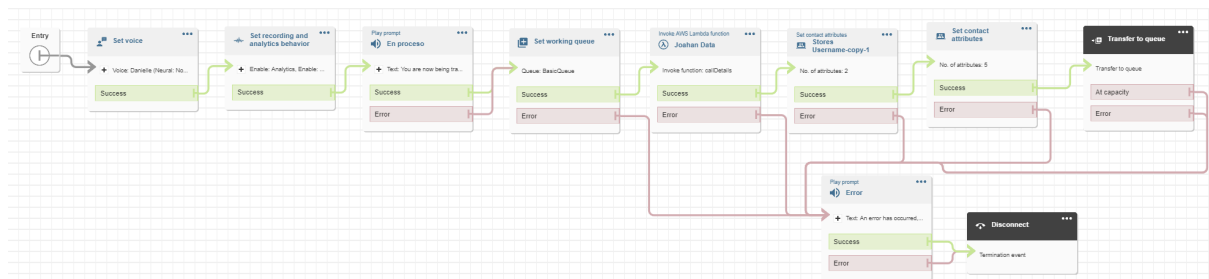 Entry
Set voice
Voice: Danielle (Neural: No...
Success
Set recording and
analytics behavior
Enable: Analytics, Enable: ...
Success
Play prompt
En proceso
Text: You are now being tra...
Success
Error
Set working queue
Queue: BasicQueue
Success
Error
Invoke AWS Lambda function
Joahan Data
Invoke function: callDetails
Success
Error
Set contact attributes
Stores
Username-copy-1
No. of attributes: 2
Success
Error
Set contact
attributes
No. of attributes: 5
Success
Error
Transfer to queue
Transfer to queue
At capacity
Error
Play prompt
Error
Text: An error has occurred,...
Success
Error
Disconnect
Termination event